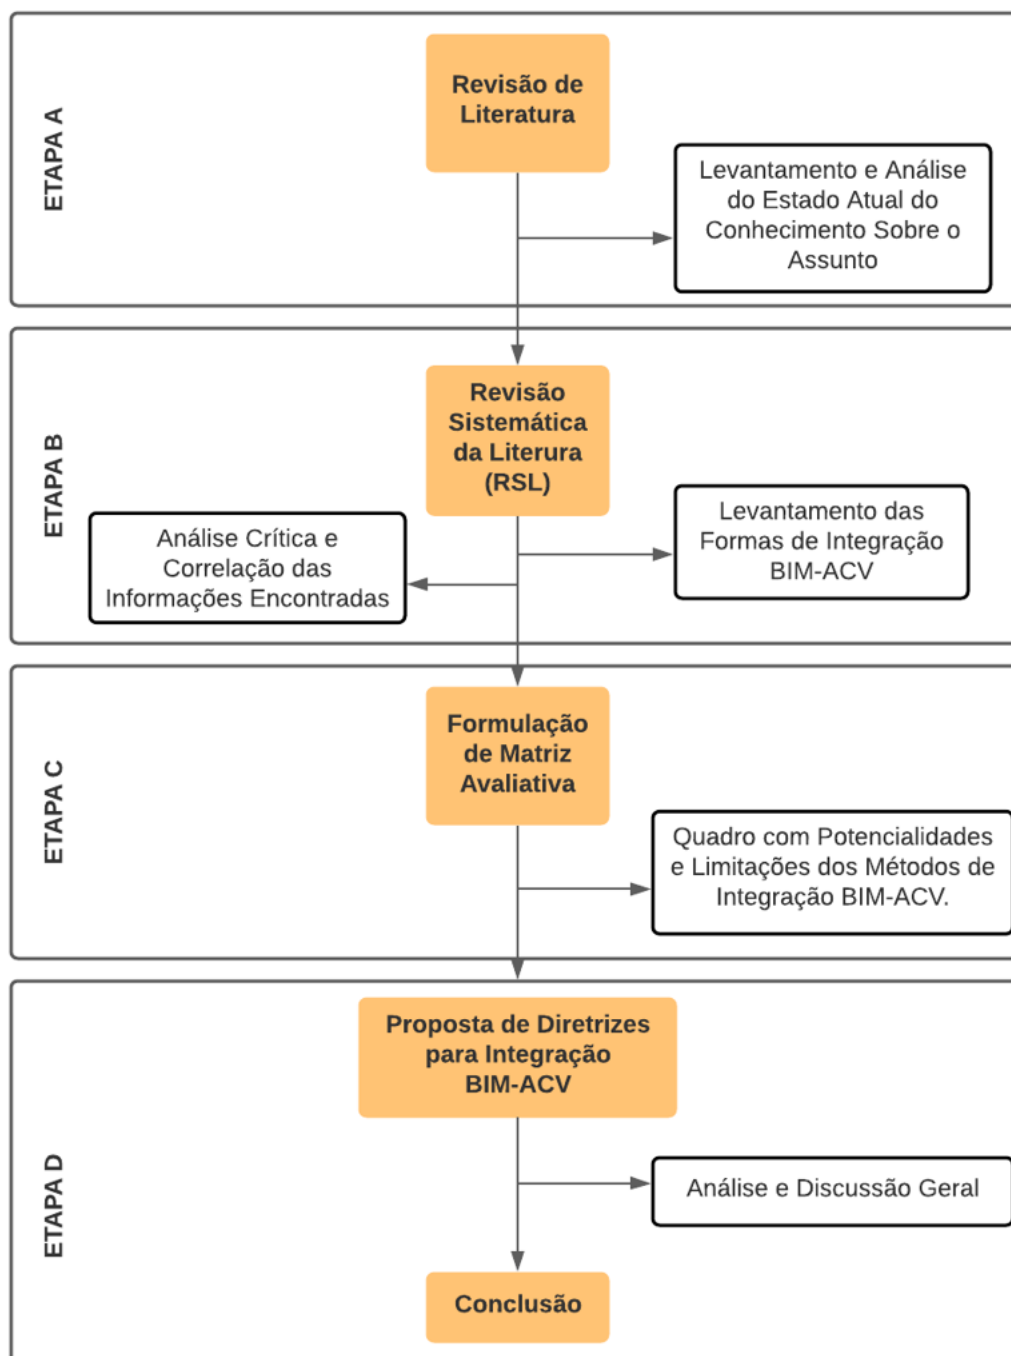 ETAPA A
Revisão de
Literatura
Levantamento e Análise
do Estado Atual do
Conhecimento Sobre o
Assunto
ETAPA B
Revisão
Sistemática
da Literura
(RSL)
Análise Crítica e
Correlação das
Informações Encontradas
Levantamento das
Formas de Integração
BIM-ACV
ETAPA C
Formulação
de Matriz
Avaliativa
Quadro com Potencialidades
e Limitações dos Métodos de
Integração BIM-ACV.
ETAPA D
Proposta de Diretrizes
para Integração
BIM-ACV
Análise e Discussão Geral
Conclusão